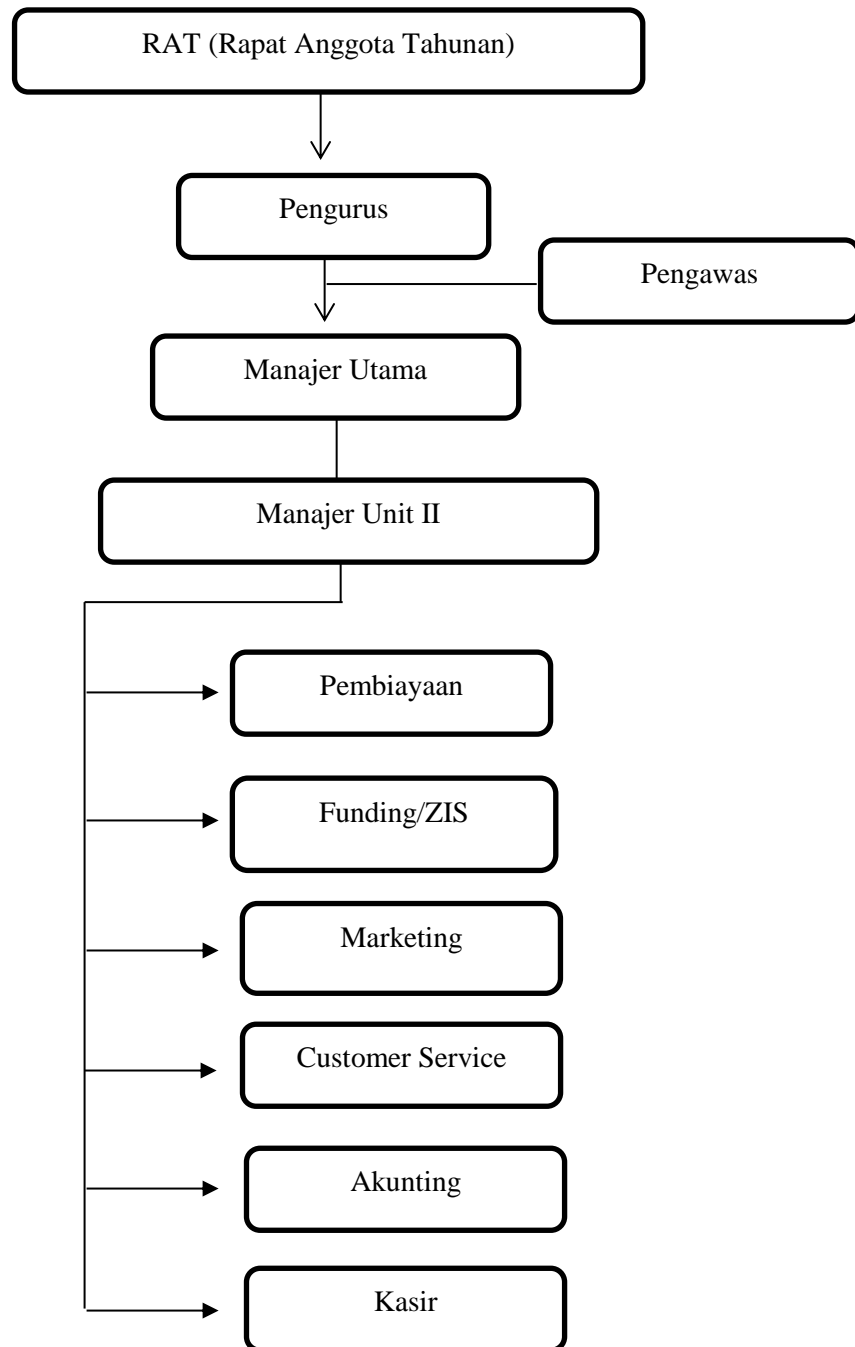 RAT (Rapat Anggota Tahunan)
Pengurus
Pengawas
Manajer Utama
Manajer Unit II
Pembiayaan
Funding/ZIS
Marketing
Customer Service
Akunting
Kasir